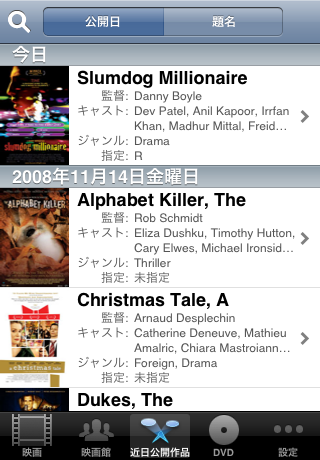 公開日 題名
今日
Slumdog Millionaire
監督: Danny Boyle
キャスト: Dev Patel, Anil Kapoor, Irrfan
Khan, Madhur Mittal, Freid...
ジャンル: Drama
指定: R
slumdog millionaire.
2008年11月14日金曜日
Alphabet Killer, The
監督: Rob Schmidt
キャスト: Eliza Dushku, Timothy Hutton,
Cary Elwes, Michael Ironsid...
ジャンル: Thriller
指定: 未指定
ALPHABET KILLER
Christmas Tale, A
監督: Arnaud Desplechin
キャスト: Catherine Deneuve, Mathieu
Amalric, Chiara Mastroiann...
ジャンル: Foreign, Drama
指定: 未指定
a christmas tale
Dukes, The
映画 映画館 近日公開作品 DVD 設定